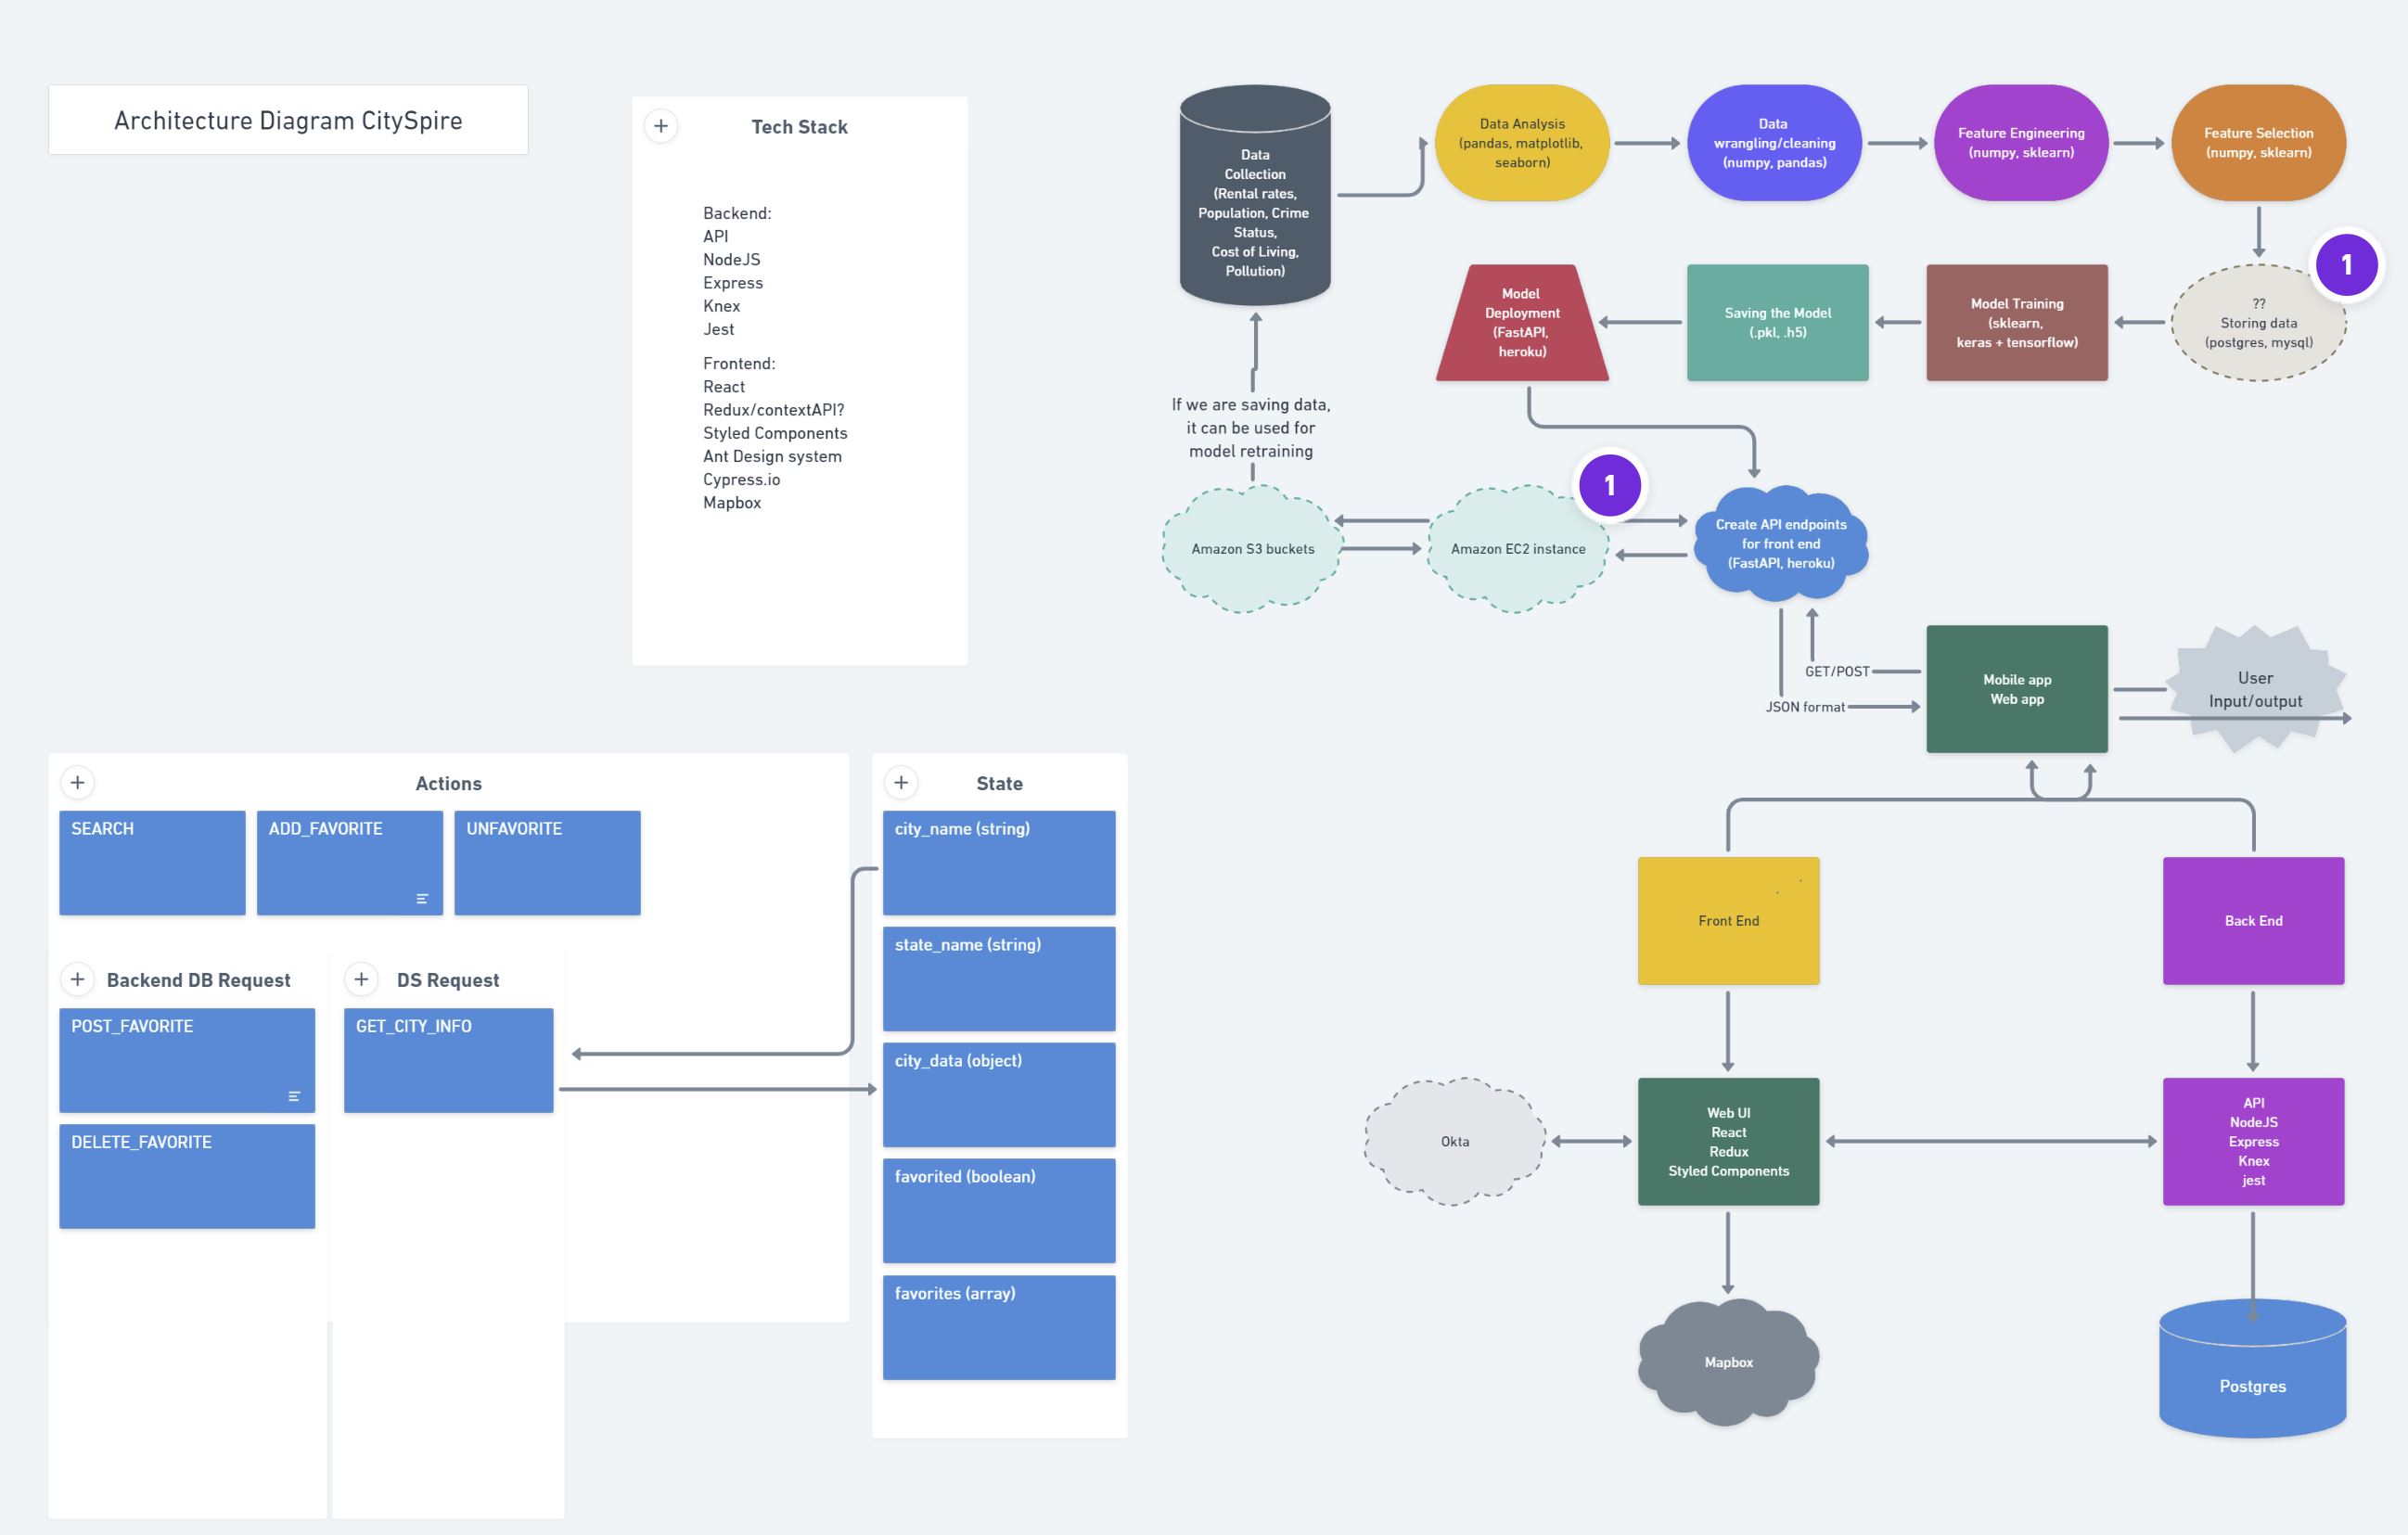 Architecture Diagram CitySpire
Tech Stack
Backend:
API
NodeJS
Express
Knex
Jest
Frontend:
React
Redux/contextAPI?
Styled Components
Ant Design system
Cypress.io
Mapbox
Data
Collection
(Rental rates,
Population, Crime
Status,
Cost of Living,
Pollution)
Data Analysis
(pandas, matplotlib,
seaborn)
Data
wrangling/cleaning
(numpy, pandas)
Feature Engineering
(numpy, sklearn)
Feature Selection
(numpy, sklearn)
1
??
Storing data
(postgres, mysql)
Model Training
(sklearn,
keras + tensorflow)
Saving the Model
(.pkl, .h5)
Model
Deployment
(FastAPI,
heroku)
If we are saving data,
it can be used for
model retraining
Amazon S3 buckets
Amazon EC2 instance
1
Create API endpoints
for front end
(FastAPI, heroku)
GET/POST
JSON format
Mobile app
Web app
User
Input/output
Actions
SEARCH
ADD_FAVORITE
UNFAVORITE
Backend DB Request
POST_FAVORITE
DELETE_FAVORITE
DS Request
GET_CITY_INFO
State
city_name (string)
state_name (string)
city_data (object)
favorited (boolean)
favorites (array)
Front End
Back End
Okta
Web UI
React
Redux
Styled Components
API
NodeJS
Express
Knex
jest
Mapbox
Postgres